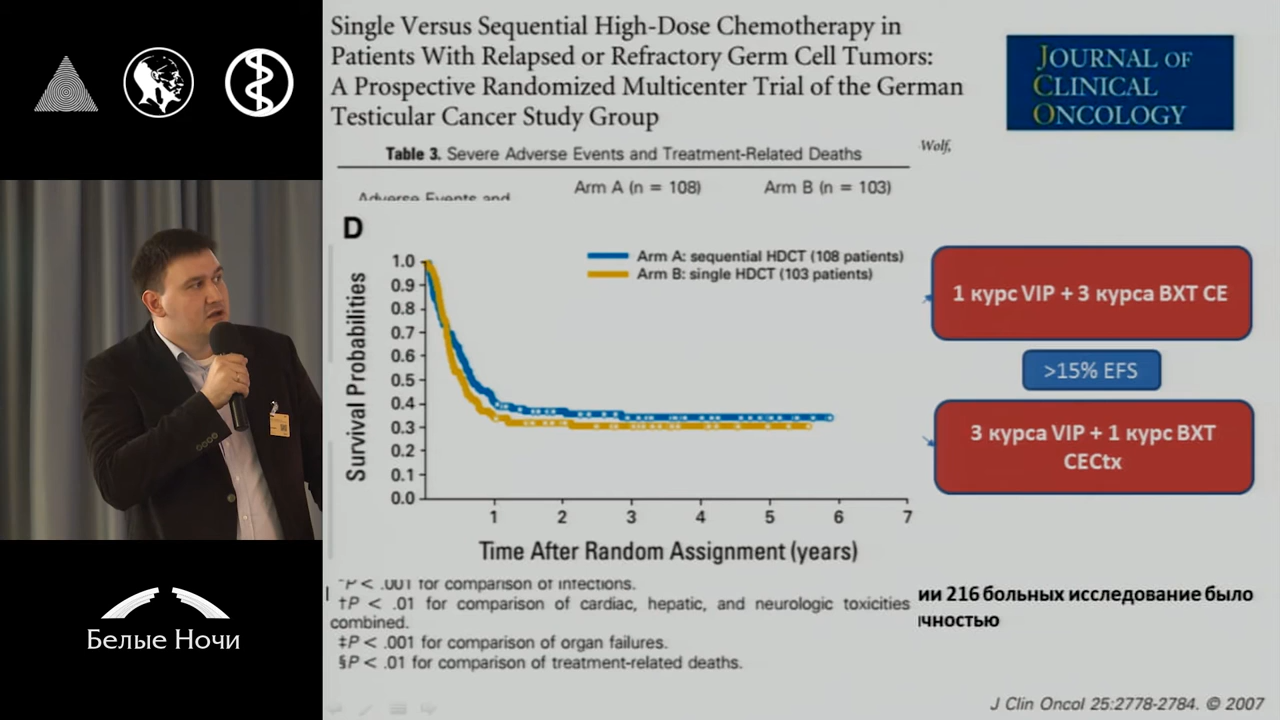 Single Versus Sequential High-Dose Chemotherapy in
Patients With Relapsed or Refractory Germ Cell Tumors:
A Prospective Randomized Multicenter Trial of the German
Testicular Cancer Study Group
JOURNAL OF
CLINICAL
ONCOLOGY
Wolf,
Table 3. Severe Adverse Events and Treatment-Related Deaths
Arm A (n = 108) Arm B (n = 103)
Adverse Events and
D
Arm A: sequential HDCT (108 patients)
Arm B: single HDCT (103 patients)
Survival Probabilities
1.0
0.9
0.8
0.7
0.6
0.5
0.4
0.3
0.2
0.1
0.0
1 2 3 4 5 6 7
Time After Random Assignment (years)
1 курс VIP + 3 курса ВХТ CE
>15% EFS
3 курса VIP + 1 курс ВХТ
CECtx
*P < .001 for comparison of infections.
†P < .01 for comparison of cardiac, hepatic, and neurologic toxicities
combined.
‡P < .001 for comparison of organ failures.
§P < .01 for comparison of treatment-related deaths.
ии 216 больных исследование было
ичностью
J Clin Oncol 25:2778-2784. © 2007
Белые Ночи